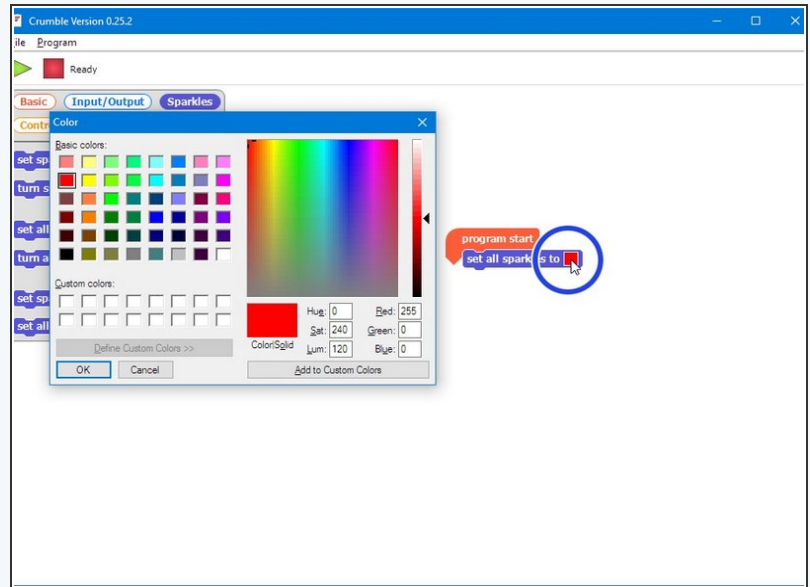 Crumble Version 0.25.2
ile Program
Ready
Basic Input/Output Sparkles
Contr
Color
Basic colors:
Custom colors:
Define Custom Colors >>
OK Cancel
Hue: 0 Red: 255
Sat: 240 Green: 0
Color|Solid Lum: 120 Blue: 0
Add to Custom Colors
set sp
turn s
set all
turn a
set sp
set all
program start
set all sparkles to